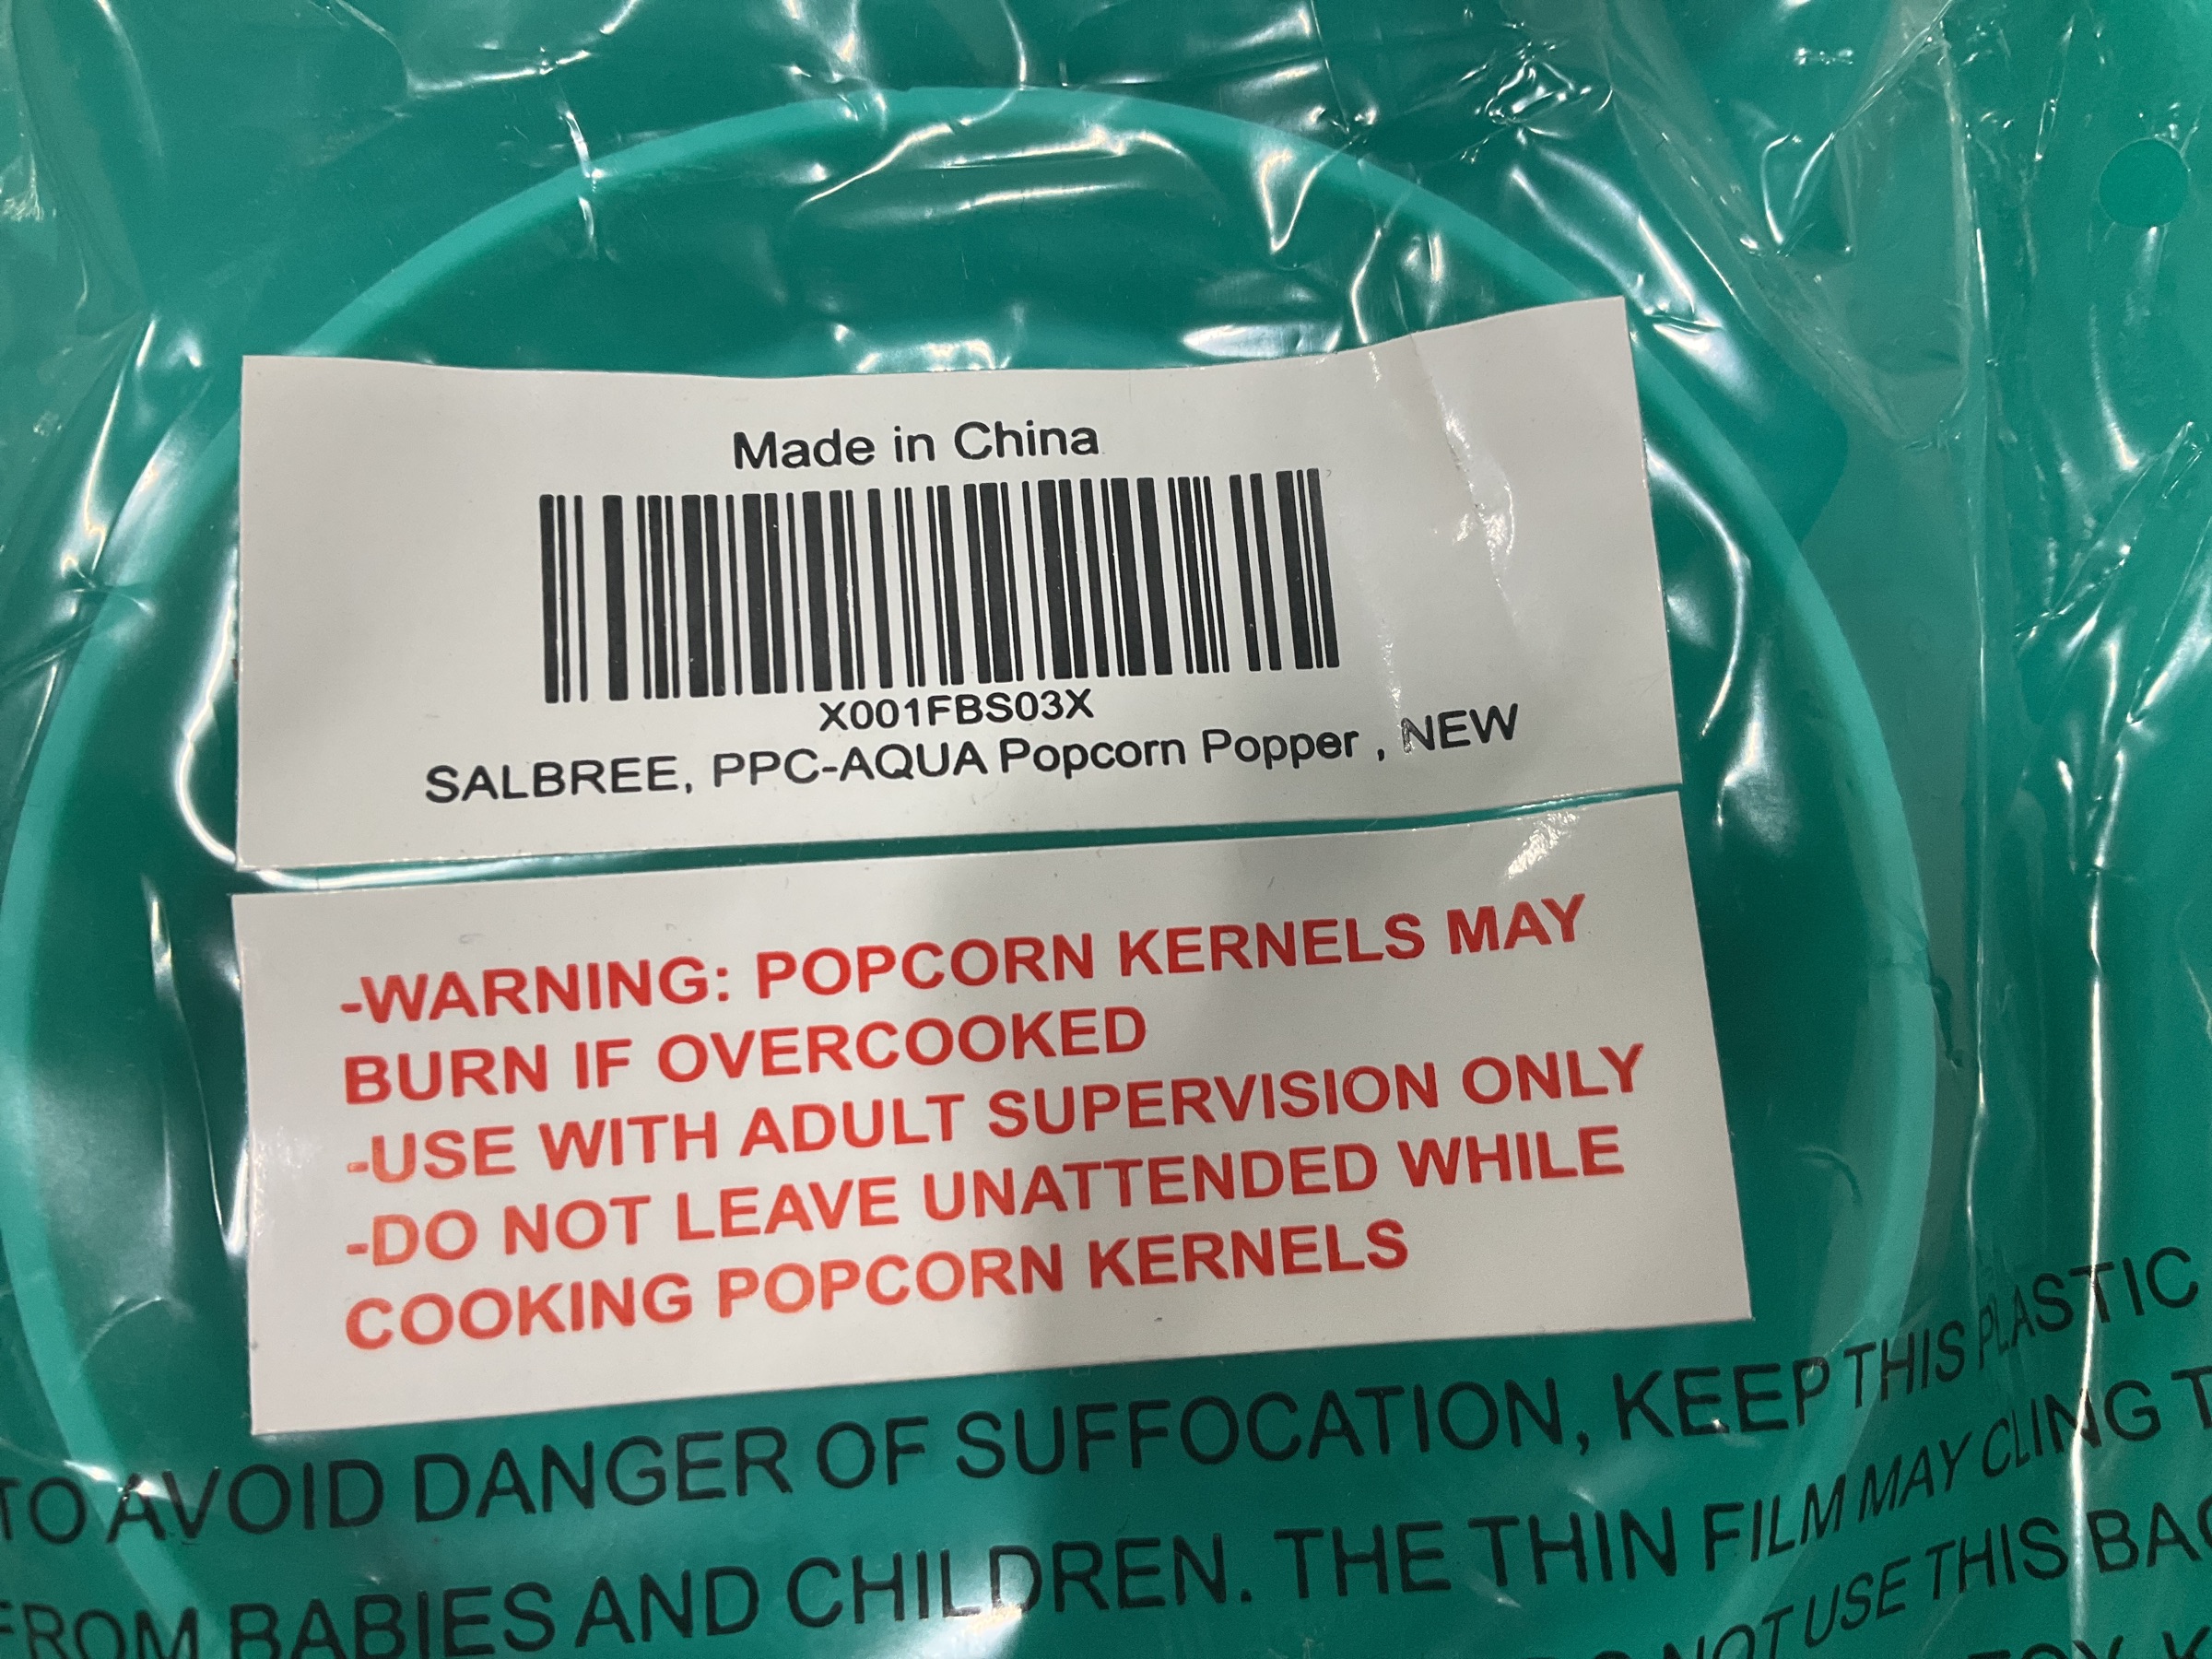 Made in China
X001FBS03X
SALBREE, PPC-AQUA Popcorn Popper , NEW
-WARNING: POPCORN KERNELS MAY
BURN IF OVERCOOKED
-USE WITH ADULT SUPERVISION ONLY
-DO NOT LEAVE UNATTENDED WHILE
COOKING POPCORN KERNELS
TO AVOID DANGER OF SUFFOCATION, KEEP THIS PLASTIC
FROM BABIES AND CHILDREN. THE THIN FILM MAY CLING
NOT USE THIS